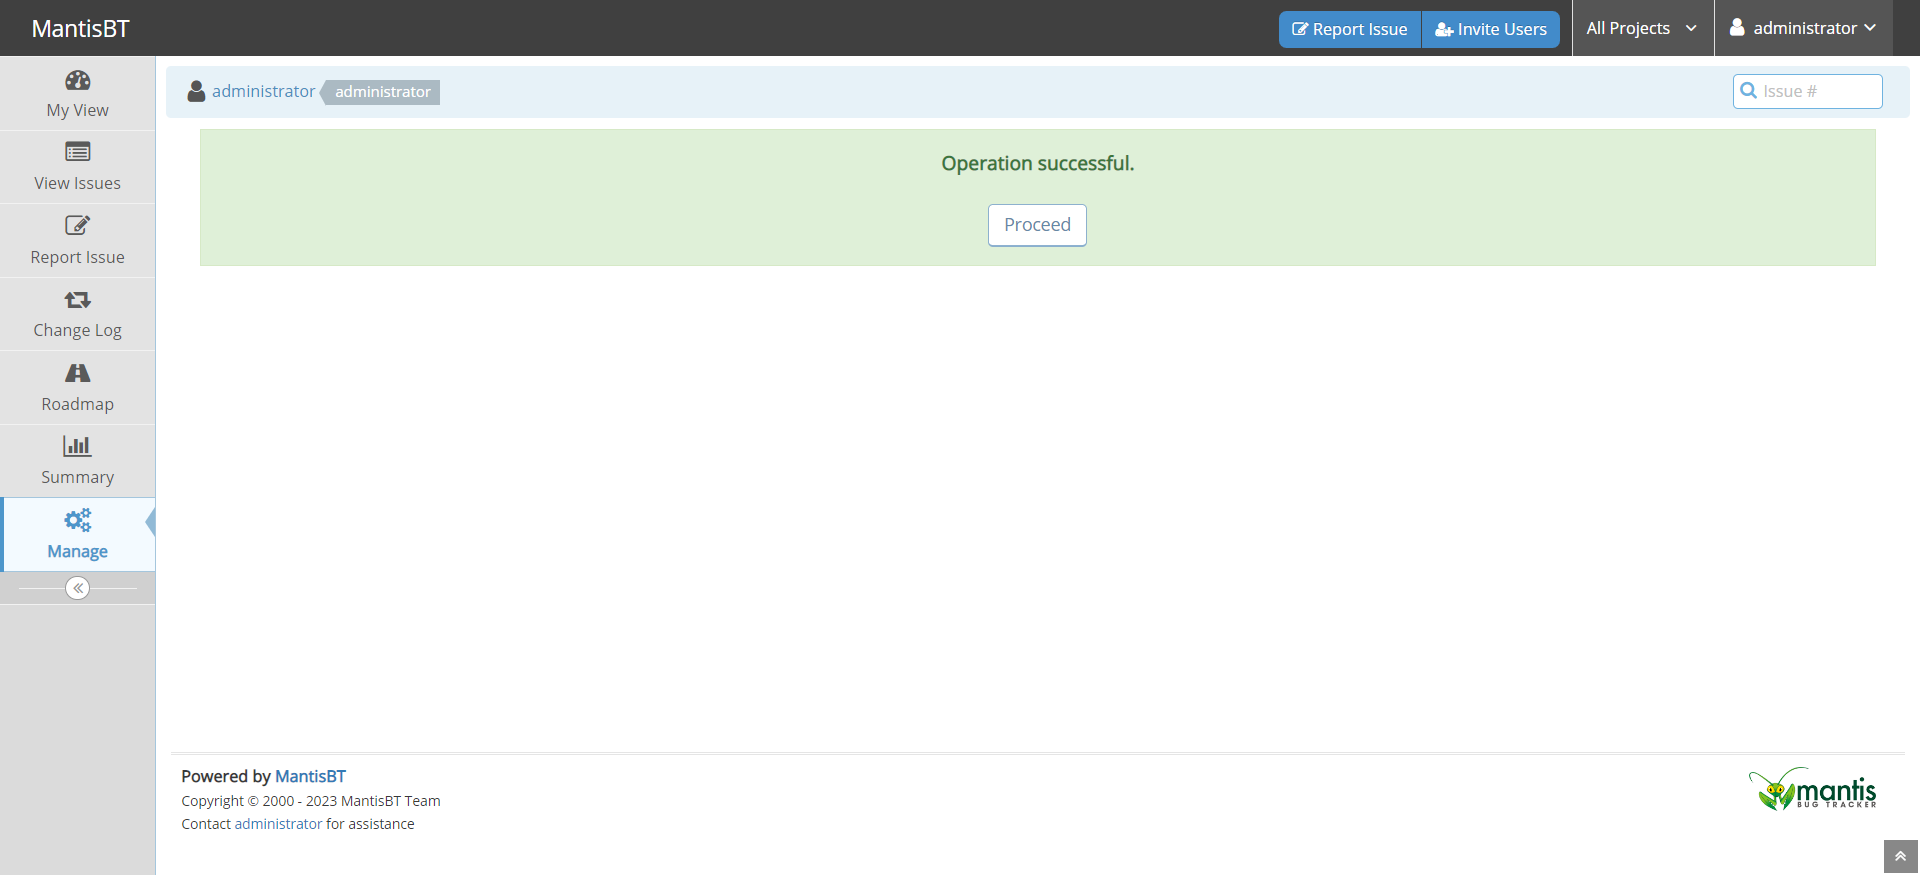 MantisBT
Report Issue
Invite Users
All Projects
administrator
My View
View Issues
Report Issue
Change Log
Roadmap
Summary
Manage
administrator
administrator
Issue #
Operation successful.
Proceed
Powered by MantisBT
Copyright © 2000 - 2023 MantisBT Team
Contact administrator for assistance
mantis
BUG TRACKER